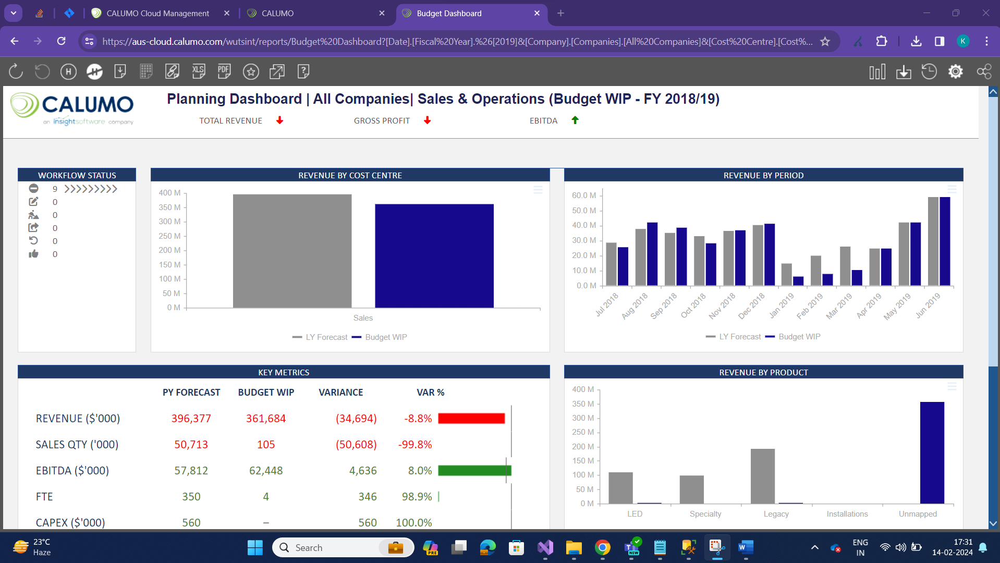 CALUMO Cloud Management
CALUMO
Budget Dashboard
https://aus-cloud.calumo.com/wutsint/reports/Budget%20Dashboard?[Date].[Fiscal%20Year].%26[2019]&[Company].[Companies].[All%20Companies]&[Cost%20Centre].[Cost%...
K
H
H
XLS
PDF
?
CALUMO
an insightsoftware company
Planning Dashboard | All Companies| Sales & Operations (Budget WIP - FY 2018/19)
TOTAL REVENUE
GROSS PROFIT
EBITDA
WORKFLOW STATUS
9
0
0
0
0
0
REVENUE BY COST CENTRE
400 M
350 M
300 M
250 M
200 M
150 M
100 M
50 M
0 M
Sales
LY Forecast Budget WIP
REVENUE BY PERIOD
60.0 M
50.0 M
40.0 M
30.0 M
20.0 M
10.0 M
0.0 M
Jul 2018 Aug 2018 Sep 2018 Oct 2018 Nov 2018 Dec 2018 Jan 2019 Feb 2019 Mar 2019 Apr 2019 May 2019 Jun 2019
LY Forecast Budget WIP
KEY METRICS
PY FORECAST BUDGET WIP VARIANCE VAR %
REVENUE ($'000) 396,377 361,684 (34,694) -8.8%
SALES QTY ('000) 50,713 105 (50,608) -99.8%
EBITDA ($'000) 57,812 62,448 4,636 8.0%
FTE 350 4 346 98.9%
CAPEX ($'000) 560 – 560 100.0%
REVENUE BY PRODUCT
400 M
350 M
300 M
250 M
200 M
150 M
100 M
50 M
0 M
LED Specialty Legacy Installations Unmapped
23°C
Haze
Search
PRE
NEW
ENG
IN
17:31
14-02-2024